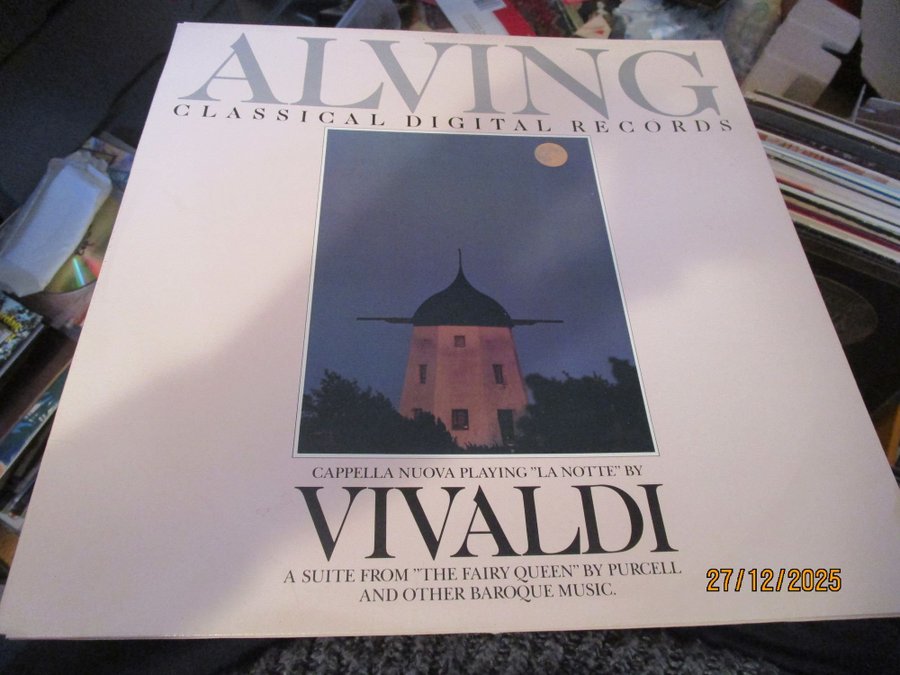 ALVING
CLASSICAL DIGITAL RECORDS
CAPPELLA NUOVA PLAYING "LA NOTTE" BY
VIVALDI
A SUITE FROM "THE FAIRY QUEEN" BY PURCELL
AND OTHER BAROQUE MUSIC.
27/12/2025